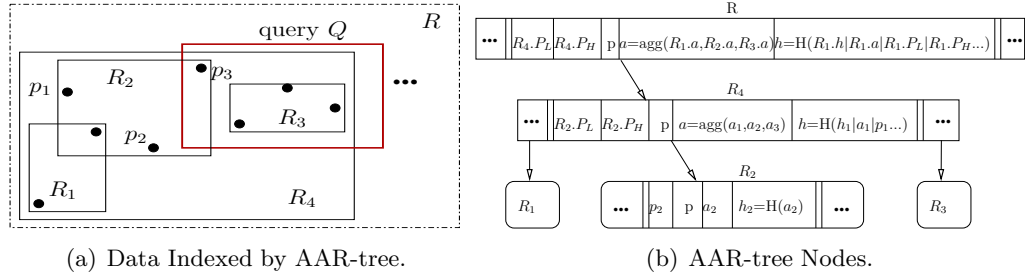 R
query Q
p1
R2
p3
R3
p2
R1
R4
...
(a) Data Indexed by AAR-tree.
R
... R4.PL R4.PH p a=agg(R1.a,R2.a,R3.a) h=H(R1.h|R1.a|R1.PL|R1.PH...) ...
R4
... R2.PL R2.PH p a=agg(a1,a2,a3) h=H(h1|a1|p1...) ...
R2
R1
... p2 p a2 h2=H(a2) ...
R3
(b) AAR-tree Nodes.